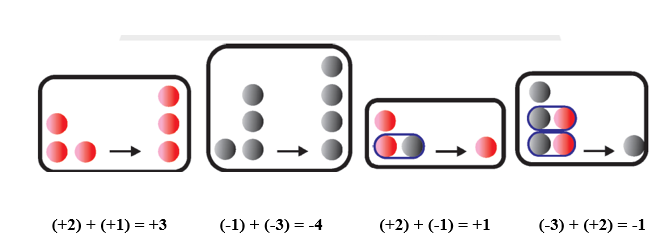 (+2) + (+1) = +3 (-1) + (-3) = -4 (+2) + (-1) = +1 (-3) + (+2) = -1